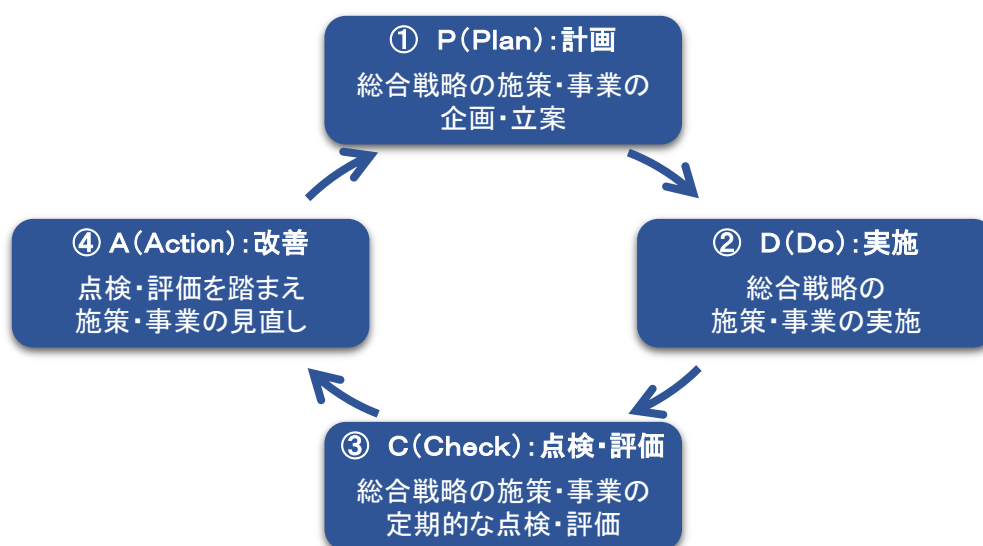 ① P(Plan):計画
総合戦略の施策・事業の
企画・立案
② D(Do):実施
総合戦略の
施策・事業の実施
③ C(Check):点検・評価
総合戦略の施策・事業の
定期的な点検・評価
④ A(Action):改善
点検・評価を踏まえ
施策・事業の見直し